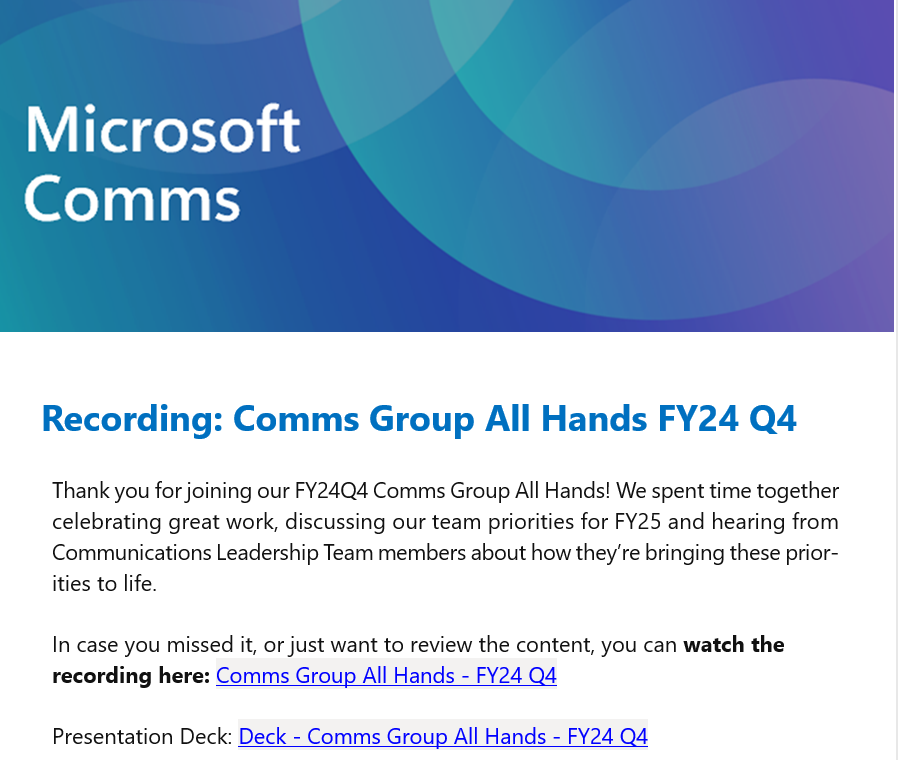 Microsoft
Comms
Recording: Comms Group All Hands FY24 Q4
Thank you for joining our FY24Q4 Comms Group All Hands! We spent time together
celebrating great work, discussing our team priorities for FY25 and hearing from
Communications Leadership Team members about how they’re bringing these prior-
ities to life.
In case you missed it, or just want to review the content, you can watch the
recording here: Comms Group All Hands - FY24 Q4
Presentation Deck: Deck - Comms Group All Hands - FY24 Q4